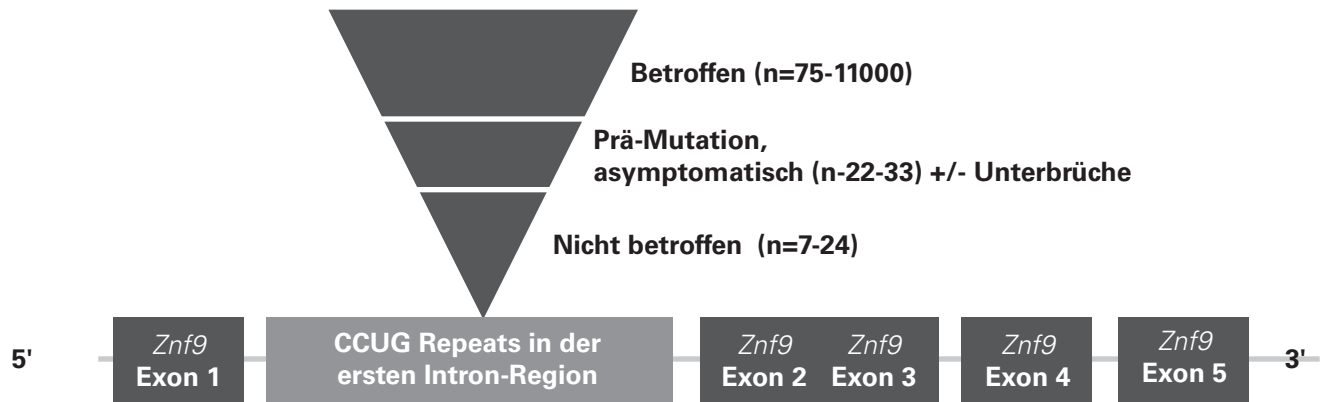 Betroffen (n=75-11000)
Prä-Mutation,
asymptomatisch (n-22-33) +/- Unterbrüche
Nicht betroffen (n=7-24)
5'
Znf9
Exon 1
CCUG Repeats in der
ersten Intron-Region
Znf9 Znf9
Exon 2 Exon 3
Znf9
Exon 4
Znf9
Exon 5
3'